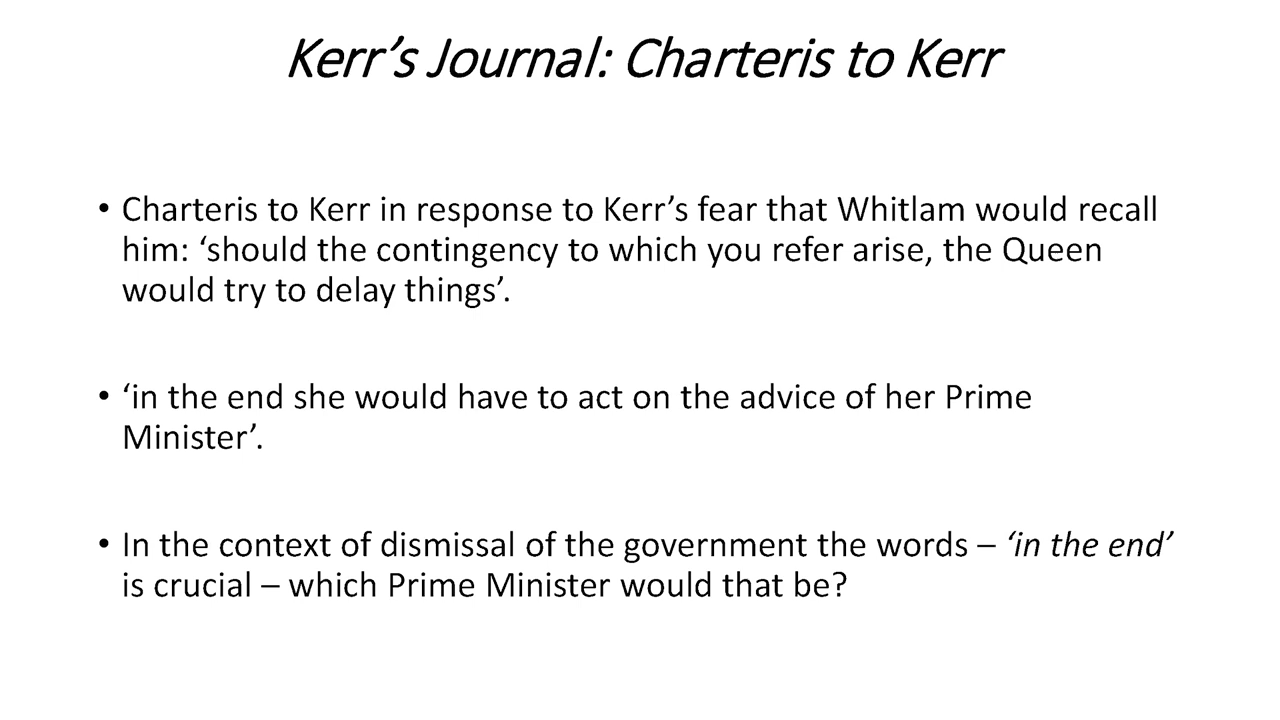 Kerr’s Journal: Charteris to Kerr
• Charteris to Kerr in response to Kerr’s fear that Whitlam would recall
him: ‘should the contingency to which you refer arise, the Queen
would try to delay things’.
• ‘in the end she would have to act on the advice of her Prime
Minister’.
• In the context of dismissal of the government the words – ‘in the end’
is crucial – which Prime Minister would that be?